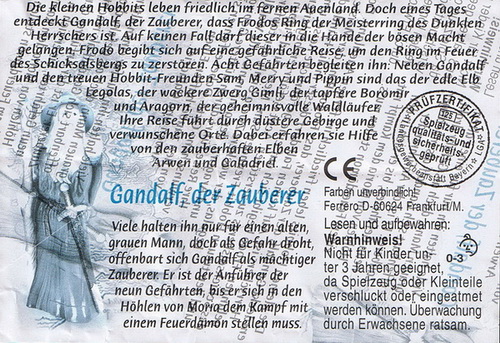 Die kleinen Hobbits leben friedlich im fernen Auenland. Doch eines Tages
entdeckt Gandalf, der Zauberer, dass Frodos Ring der Meisterring des Dunklen
Herrschers ist. Auf keinen Fall darf dieser in die Hände der bösen Macht
gelangen. Frodo begibt sich auf eine gefährliche Reise, um den Ring im Feuer
des Schicksalsbergs zu zerstören. Acht Gefährten begleiten ihn: Neben Gandalf
und den treuen Hobbit-Freunden Sam, Merry und Pippin sind das der edle Elb
Legolas, der wackere Zwerg Gimli, der tapfere Boromir
und Aragorn, der geheimnisvolle Waldläufer.
Ihre Reise führt durch düstere Gebirge und
verwunschene Orte. Dabei erfahren sie Hilfe
von den zauberhaften Elben
Arwen und Galadriel.
PRÜFZERTIFIKAT
Spielzeug
qualitäts- und
sicherheits-
geprüft
CE
Gandalf, der Zauberer
Viele halten ihn nur für einen alten,
grauen Mann, doch als Gefahr droht,
offenbart sich Gandalf als mächtiger
Zauberer. Er ist der Anführer der
neun Gefährten, bis er sich in den
Höhlen von Moria dem Kampf mit
einem Feuerdämon stellen muss.
Farben unverbindlich!
Ferrero D-60624 Frankfurt/M.
Lesen und aufbewahren:
Warnhinweis!
Nicht für Kinder un-
ter 3 Jahren geeignet,
da Spielzeug oder Kleinteile
verschluckt oder eingeatmet
werden können. Überwachung
durch Erwachsene ratsam.
0-3